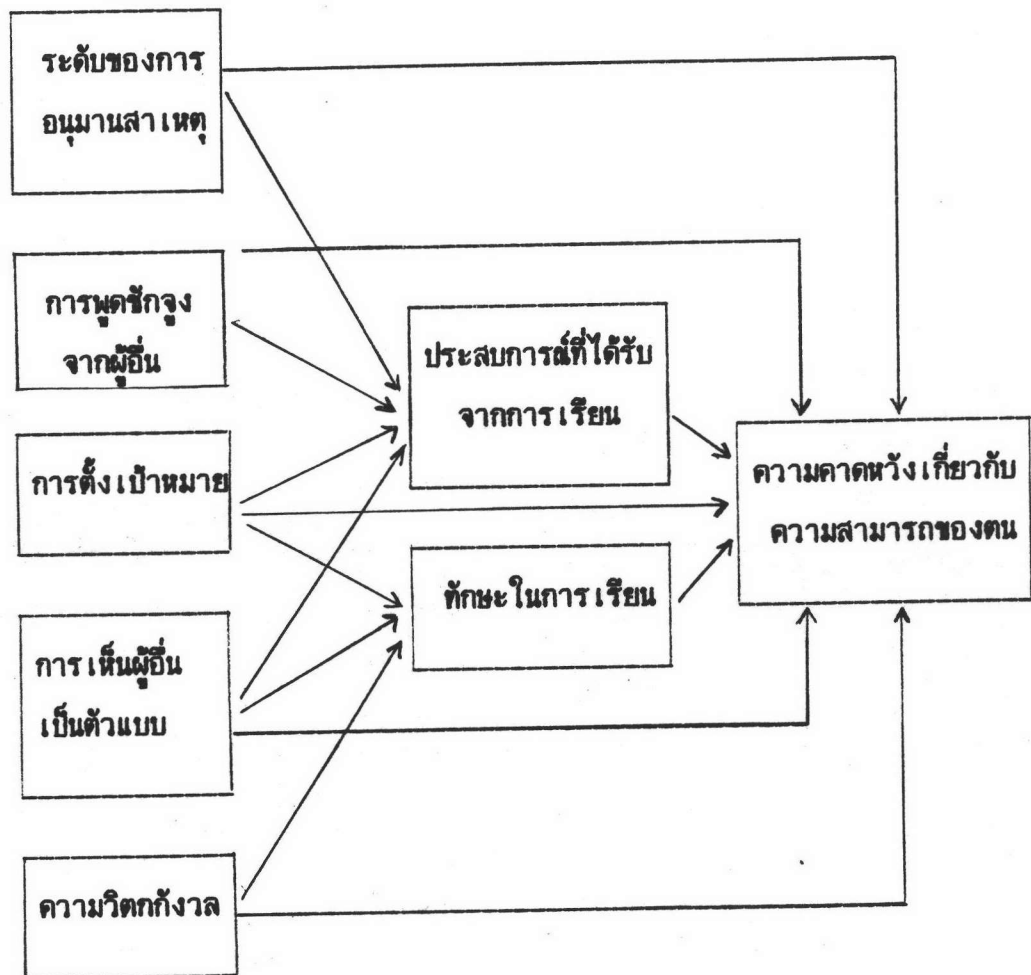 ระดับของการ
อนุมานสาเหตุ
การพูดชักจูง
จากผู้อื่น
การตั้งเป้าหมาย
การเห็นผู้อื่น
เป็นตัวแบบ
ความวิตกกังวล
ประสบการณ์ที่ได้รับ
จากการเรียน
ทักษะในการเรียน
ความคาดหวังเกี่ยวกับ
ความสามารถของตน